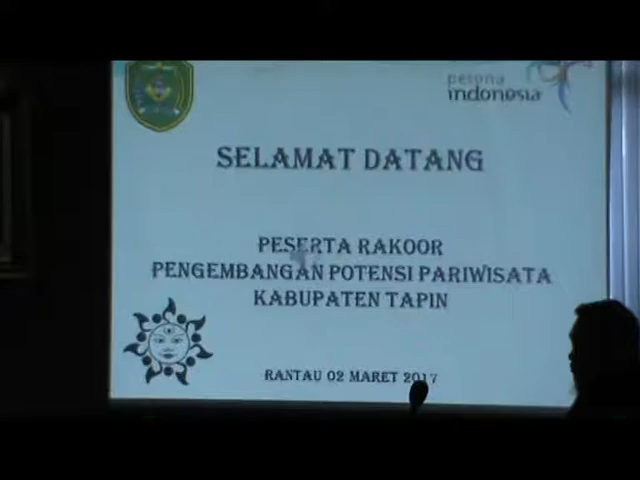 pesona
indonesia
SELAMAT DATANG
PESERTA RAKOOR
PENGEMBANGAN POTENSI PARIWISATA
KABUPATEN TAPIN
RANTAU 02 MARET 2017